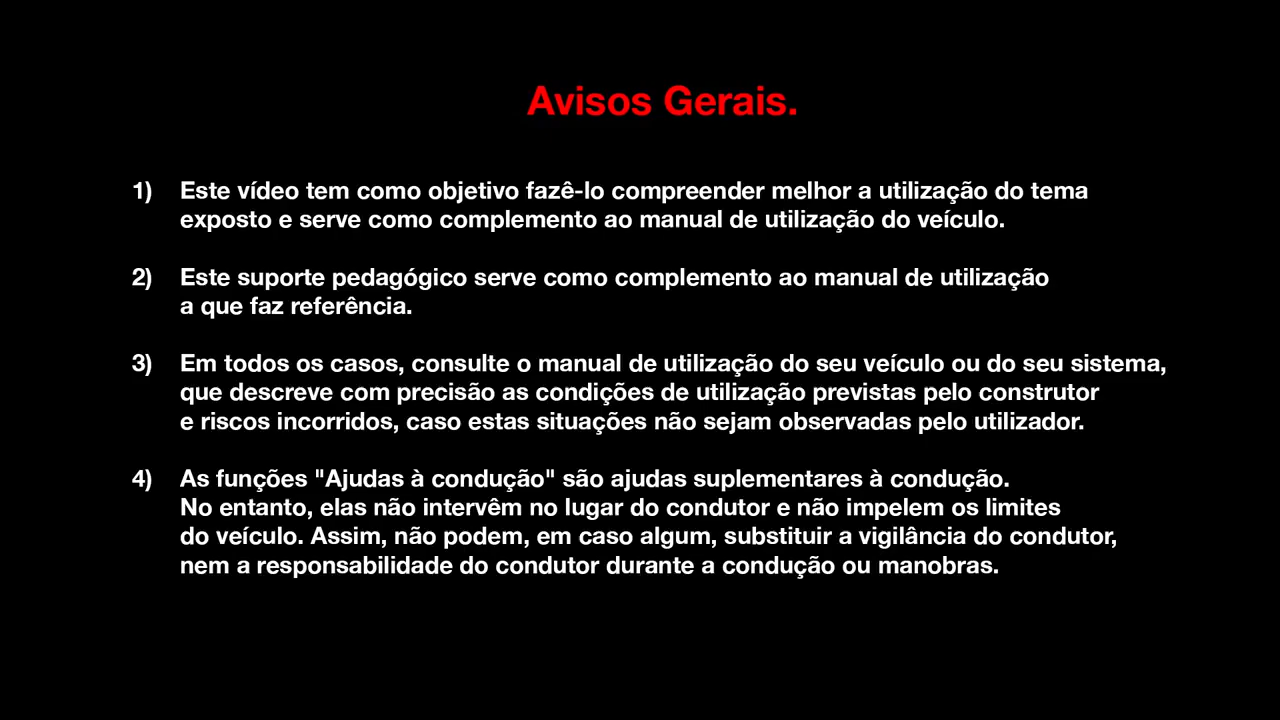 Avisos Gerais.
1) Este vídeo tem como objetivo fazê-lo compreender melhor a utilização do tema
exposto e serve como complemento ao manual de utilização do veículo.
2) Este suporte pedagógico serve como complemento ao manual de utilização
a que faz referência.
3) Em todos os casos, consulte o manual de utilização do seu veículo ou do seu sistema,
que descreve com precisão as condições de utilização previstas pelo construtor
e riscos incorridos, caso estas situações não sejam observadas pelo utilizador.
4) As funções "Ajudas à condução" são ajudas suplementares à condução.
No entanto, elas não intervêm no lugar do condutor e não impelem os limites
do veículo. Assim, não podem, em caso algum, substituir a vigilância do condutor,
nem a responsabilidade do condutor durante a condução ou manobras.